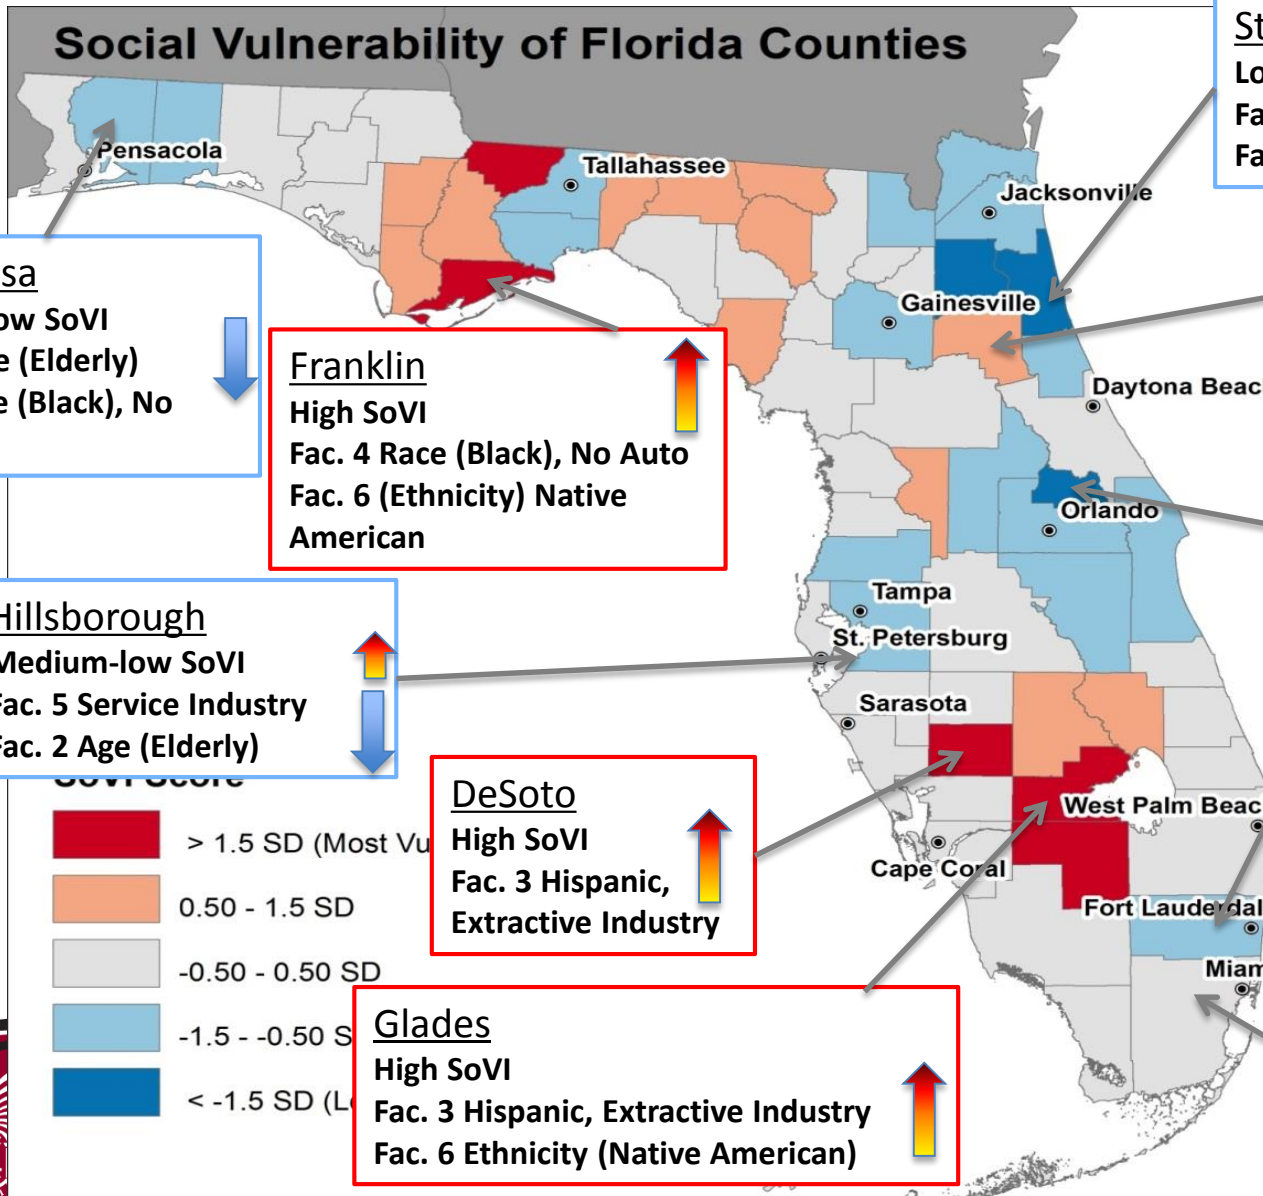 Social Vulnerability of Florida Counties
St
Lo
Fa
Fa
Pensacola
Tallahassee
Jacksonville
sa
ow SoVI
e (Elderly)
e (Black), No
Gainesville
Franklin
High SoVI
Fac. 4 Race (Black), No Auto
Fac. 6 (Ethnicity) Native
American
Daytona Beac
Orlando
Hillsborough
Medium-low SoVI
Fac. 5 Service Industry
Fac. 2 Age (Elderly)
Tampa
St. Petersburg
Sarasota
SoVI Score
> 1.5 SD (Most Vu
0.50 - 1.5 SD
-0.50 - 0.50 SD
-1.5 - -0.50 S
< -1.5 SD (L
DeSoto
High SoVI
Fac. 3 Hispanic,
Extractive Industry
West Palm Beac
Cape Coral
Fort Lauderdal
Miam
Glades
High SoVI
Fac. 3 Hispanic, Extractive Industry
Fac. 6 Ethnicity (Native American)